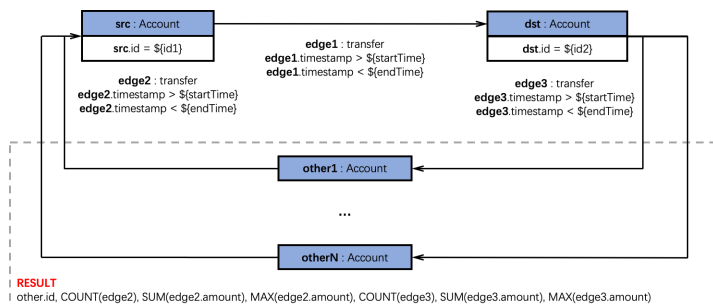 src : Account
src.id = ${id1}
edge1 : transfer
edge1.timestamp > ${startTime}
edge1.timestamp < ${endTime}
dst : Account
dst.id = ${id2}
edge2 : transfer
edge2.timestamp > ${startTime}
edge2.timestamp < ${endTime}
edge3 : transfer
edge3.timestamp > ${startTime}
edge3.timestamp < ${endTime}
other1 : Account
...
otherN : Account
RESULT
other.id, COUNT(edge2), SUM(edge2.amount), MAX(edge2.amount), COUNT(edge3), SUM(edge3.amount), MAX(edge3.amount)